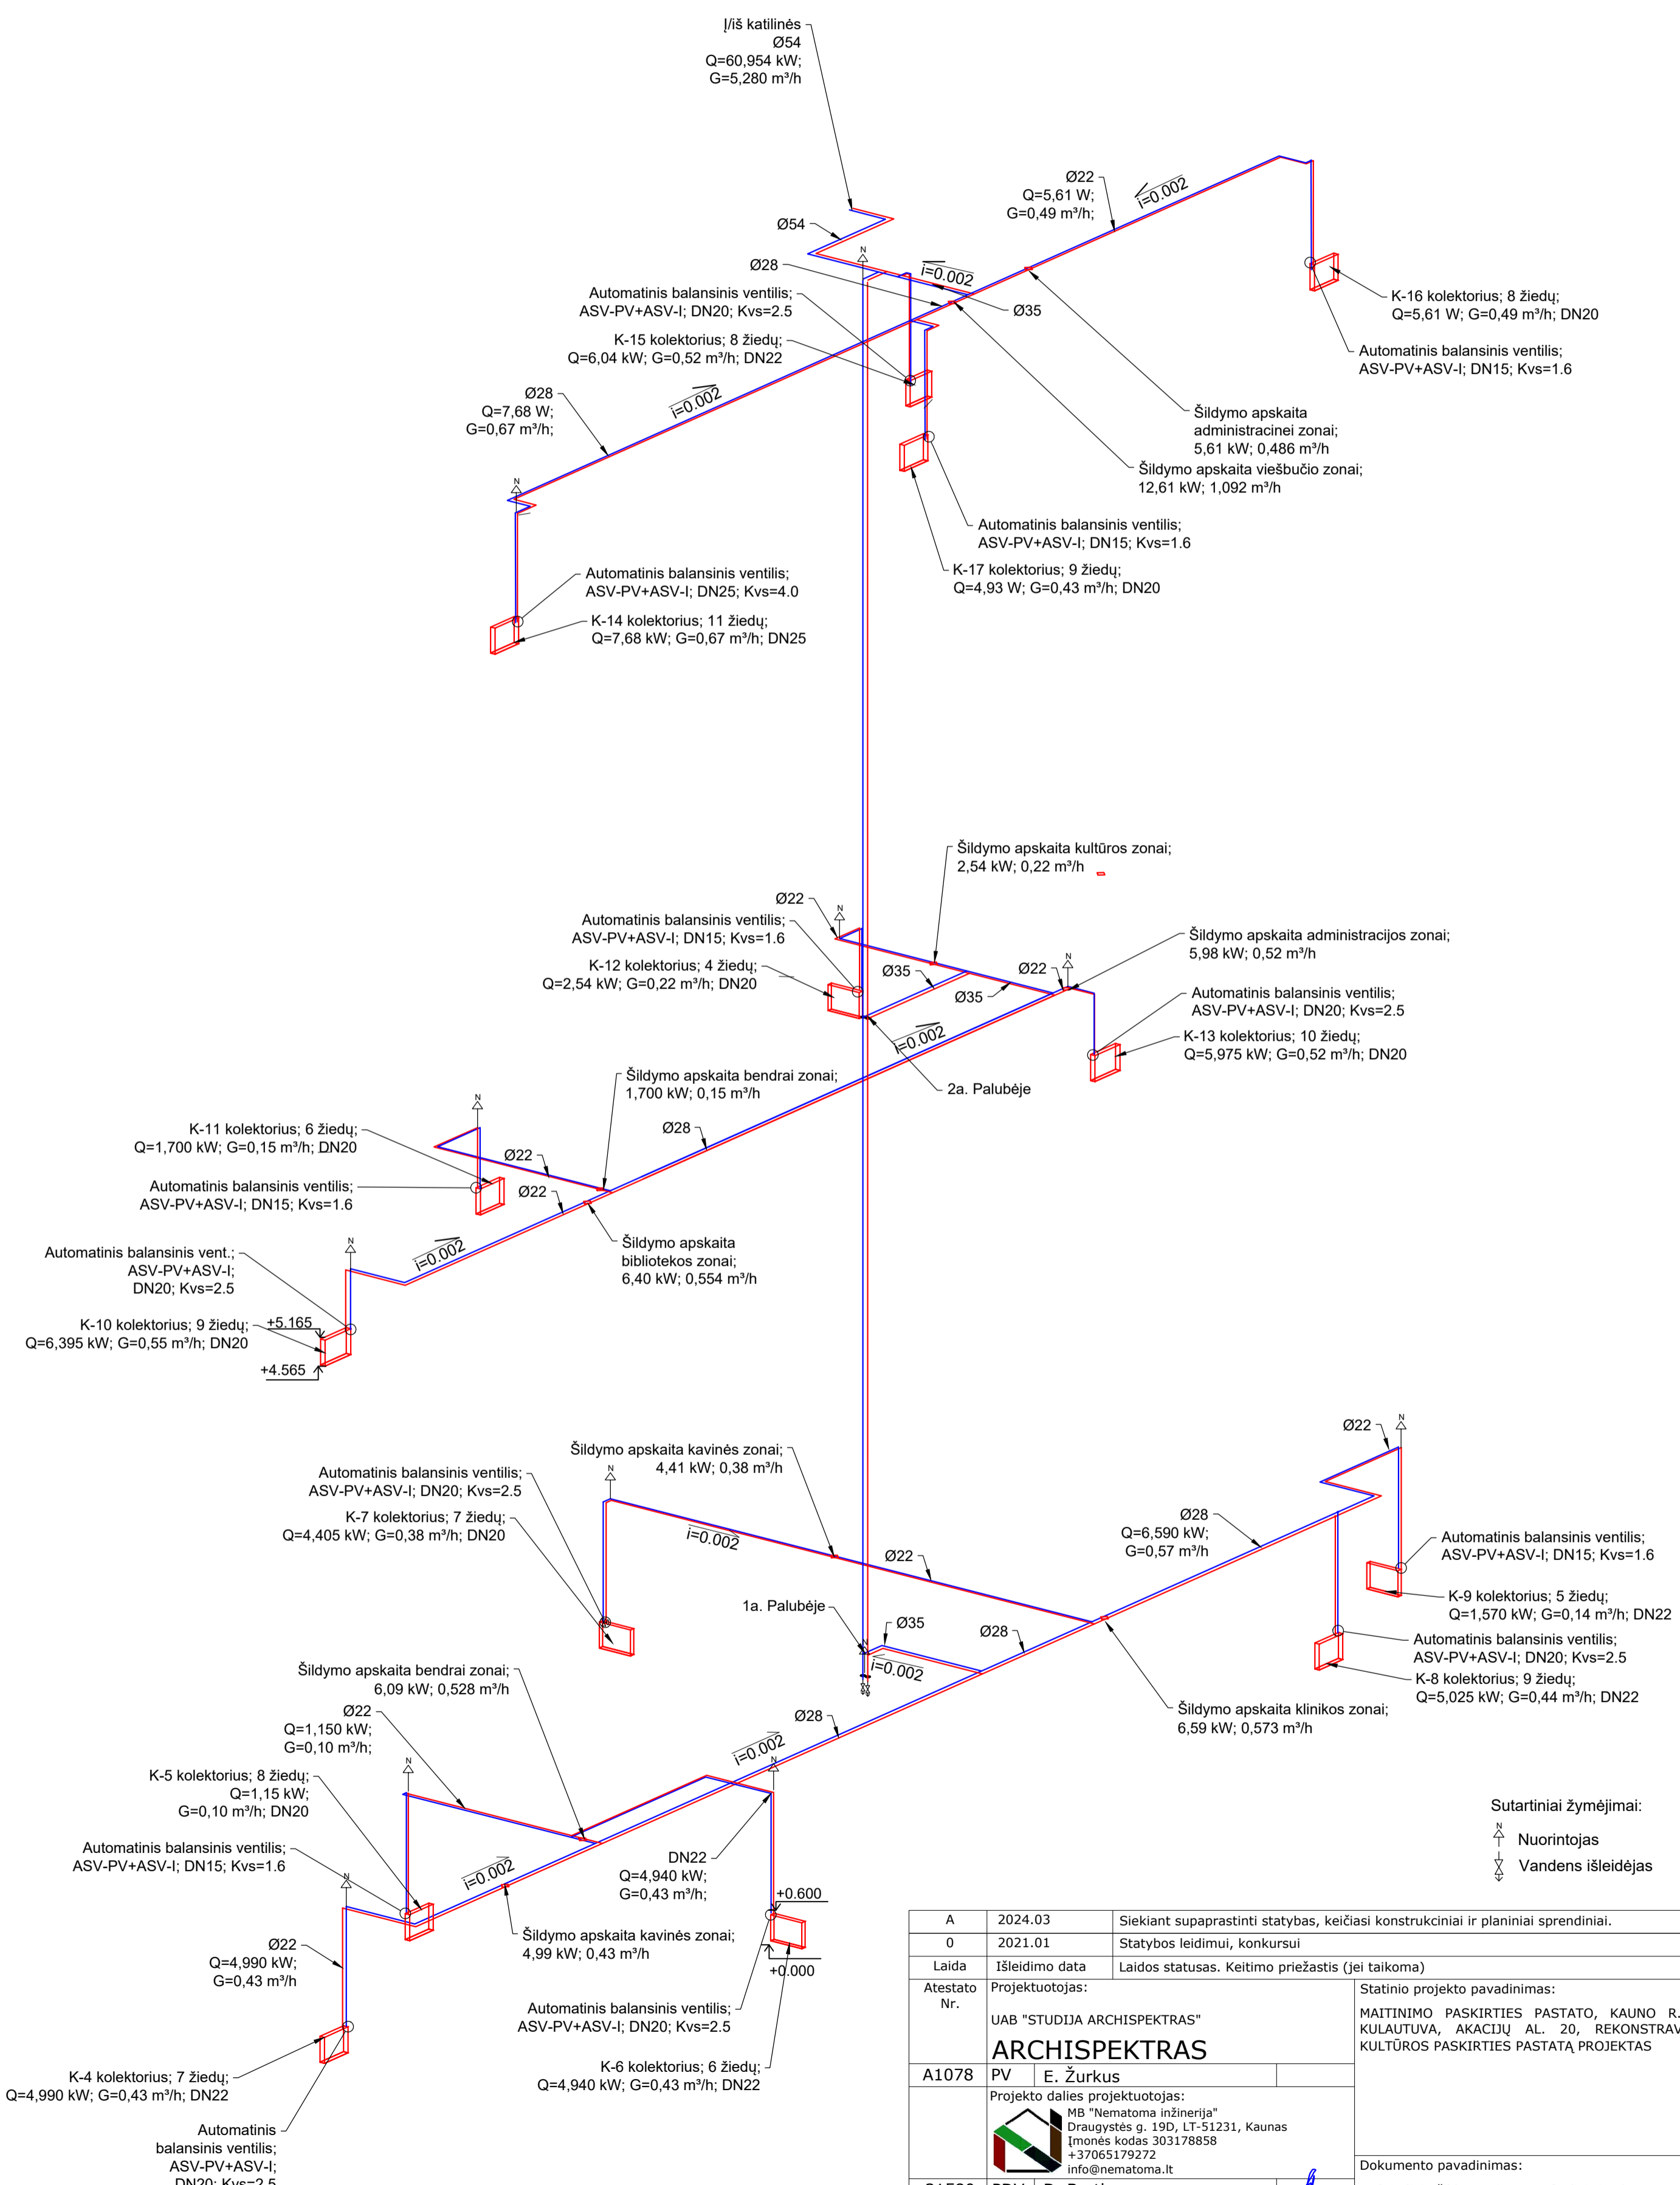 Į/iš katilinės
Ø54
Q=60,954 kW;
G=5,280 m³/h
Ø22
Q=5,61 W;
G=0,49 m³/h;
i=0.002
Ø54
Ø28
i=0.002
Ø35
Automatinis balansinis ventilis;
ASV-PV+ASV-I; DN20; Kvs=2.5
K-15 kolektorius; 8 žiedų;
Q=6,04 kW; G=0,52 m³/h; DN22
K-16 kolektorius; 8 žiedų;
Q=5,61 W; G=0,49 m³/h; DN20
Automatinis balansinis ventilis;
ASV-PV+ASV-I; DN15; Kvs=1.6
Ø28
Q=7,68 W;
G=0,67 m³/h;
i=0.002
Šildymo apskaita
administracinei zonai;
5,61 kW; 0,486 m³/h
Šildymo apskaita viešbučio zonai;
12,61 kW; 1,092 m³/h
N
N
Automatinis balansinis ventilis;
ASV-PV+ASV-I; DN15; Kvs=1.6
K-17 kolektorius; 9 žiedų;
Q=4,93 W; G=0,43 m³/h; DN20
Automatinis balansinis ventilis;
ASV-PV+ASV-I; DN25; Kvs=4.0
K-14 kolektorius; 11 žiedų;
Q=7,68 kW; G=0,67 m³/h; DN25
Šildymo apskaita kultūros zonai;
2,54 kW; 0,22 m³/h
Ø22
N
Automatinis balansinis ventilis;
ASV-PV+ASV-I; DN15; Kvs=1.6
K-12 kolektorius; 4 žiedų;
Q=2,54 kW; G=0,22 m³/h; DN20
Ø35
Ø35
Ø22
N
Šildymo apskaita administracijos zonai;
5,98 kW; 0,52 m³/h
Automatinis balansinis ventilis;
ASV-PV+ASV-I; DN20; Kvs=2.5
K-13 kolektorius; 10 žiedų;
Q=5,975 kW; G=0,52 m³/h; DN20
i=0.002
2a. Palubėje
Šildymo apskaita bendrai zonai;
1,700 kW; 0,15 m³/h
N
K-11 kolektorius; 6 žiedų;
Q=1,700 kW; G=0,15 m³/h; DN20
Ø28
Ø22
Automatinis balansinis ventilis;
ASV-PV+ASV-I; DN15; Kvs=1.6
Ø22
Automatinis balansinis vent.;
ASV-PV+ASV-I;
DN20; Kvs=2.5
N
i=0.002
Šildymo apskaita
bibliotekos zonai;
6,40 kW; 0,554 m³/h
K-10 kolektorius; 9 žiedų;
Q=6,395 kW; G=0,55 m³/h; DN20
+5.165
+4.565
Šildymo apskaita kavinės zonai;
4,41 kW; 0,38 m³/h
Ø22
N
Automatinis balansinis ventilis;
ASV-PV+ASV-I; DN20; Kvs=2.5
N
K-7 kolektorius; 7 žiedų;
Q=4,405 kW; G=0,38 m³/h; DN20
i=0.002
Ø28
Q=6,590 kW;
G=0,57 m³/h
Automatinis balansinis ventilis;
ASV-PV+ASV-I; DN15; Kvs=1.6
Ø22
K-9 kolektorius; 5 žiedų;
Q=1,570 kW; G=0,14 m³/h; DN22
1a. Palubėje
Ø35
Ø28
i=0.002
Automatinis balansinis ventilis;
ASV-PV+ASV-I; DN20; Kvs=2.5
K-8 kolektorius; 9 žiedų;
Q=5,025 kW; G=0,44 m³/h; DN22
Šildymo apskaita klinikos zonai;
6,59 kW; 0,573 m³/h
Šildymo apskaita bendrai zonai;
6,09 kW; 0,528 m³/h
Ø22
Q=1,150 kW;
G=0,10 m³/h;
Ø28
i=0.002
N
N
K-5 kolektorius; 8 žiedų;
Q=1,15 kW;
G=0,10 m³/h; DN20
Automatinis balansinis ventilis;
ASV-PV+ASV-I; DN15; Kvs=1.6
N
i=0.002
DN22
Q=4,940 kW;
G=0,43 m³/h;
+0.600
+0.000
Šildymo apskaita kavinės zonai;
4,99 kW; 0,43 m³/h
Ø22
Q=4,990 kW;
G=0,43 m³/h
Automatinis balansinis ventilis;
ASV-PV+ASV-I; DN20; Kvs=2.5
K-6 kolektorius; 6 žiedų;
Q=4,940 kW; G=0,43 m³/h; DN22
K-4 kolektorius; 7 žiedų;
Q=4,990 kW; G=0,43 m³/h; DN22
Automatinis
balansinis ventilis;
ASV-PV+ASV-I;
DN20; Kvs=2.5
Sutartiniai žymėjimai:
N
Nuorintojas
Vandens išleidėjas
A 2024.03 Siekiant supaprastinti statybas, keičiasi konstrukciniai ir planiniai sprendiniai.
0 2021.01 Statybos leidimui, konkursui
Laida Išleidimo data Laidos statusas. Keitimo priežastis (jei taikoma)
Atestato
Nr.
Projektuotojas:
UAB "STUDIJA ARCHISPEKTRAS"
ARCHISPEKTRAS
Statinio projekto pavadinimas:
MAITINIMO PASKIRTIES PASTATO, KAUNO R.
KULAUTUVA, AKACIJŲ AL. 20, REKONSTRAV
KULTŪROS PASKIRTIES PASTATĄ PROJEKTAS
A1078 PV E. Žurkus
Projekto dalies projektuotojas:
MB "Nematoma inžinerija"
Draugystės g. 19D, LT-51231, Kaunas
Įmonės kodas 303178858
+37065179272
info@nematoma.lt
Dokumento pavadinimas: